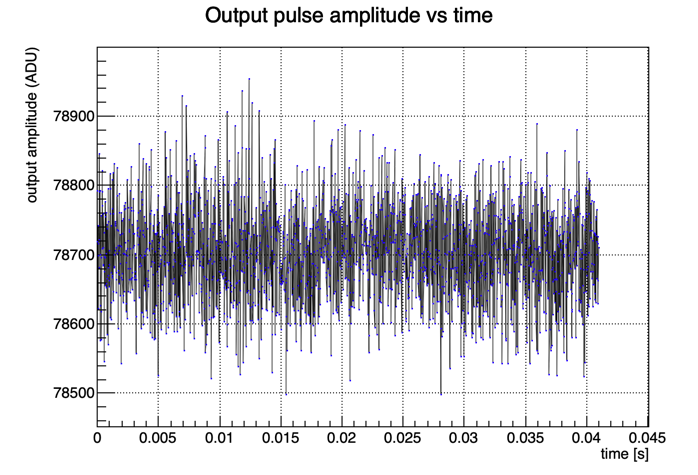 Output pulse amplitude vs time
output amplitude (ADU)
78900
78800
78700
78600
78500
0 0.005 0.01 0.015 0.02 0.025 0.03 0.035 0.04 0.045
time [s]